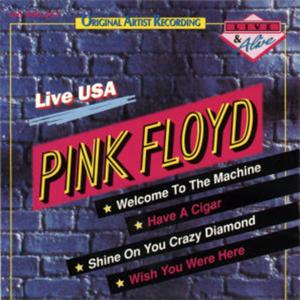 ORIGINAL ARTIST RECORDING
LIVE
& Alive
Live USA
PINK FLOYD
★ Welcome To The Machine
★ Have A Cigar
★ Shine On You Crazy Diamond
★ Wish You Were Here